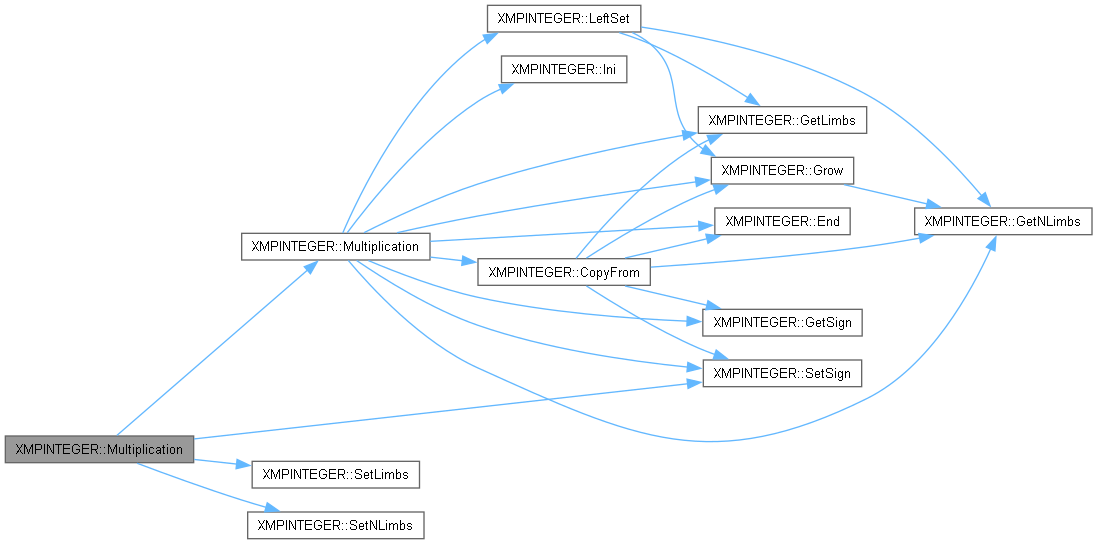 XMPINTEGER::LeftSet
XMPINTEGER::Ini
XMPINTEGER::GetLimbs
XMPINTEGER::Grow
XMPINTEGER::End
XMPINTEGER::GetNLimbs
XMPINTEGER::Multiplication
XMPINTEGER::CopyFrom
XMPINTEGER::GetSign
XMPINTEGER::SetSign
XMPINTEGER::Multiplication
XMPINTEGER::SetLimbs
XMPINTEGER::SetNLimbs